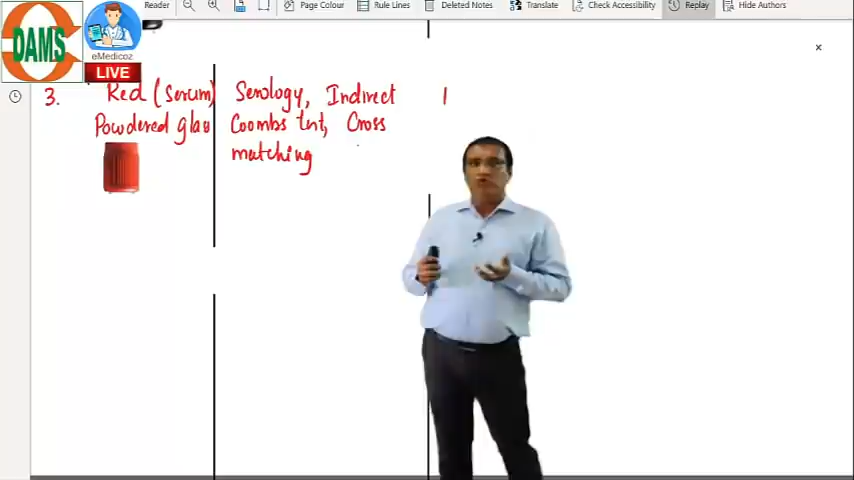 Reader
Page Colour
Rule Lines
Deleted Notes
Translate
Check Accessibility
Replay
Hide Authors
DAMS
eMedicoz
LIVE
3. Red (Serum) Serology, Indirect 1
Powdered glass Coombs test, Cross
matching